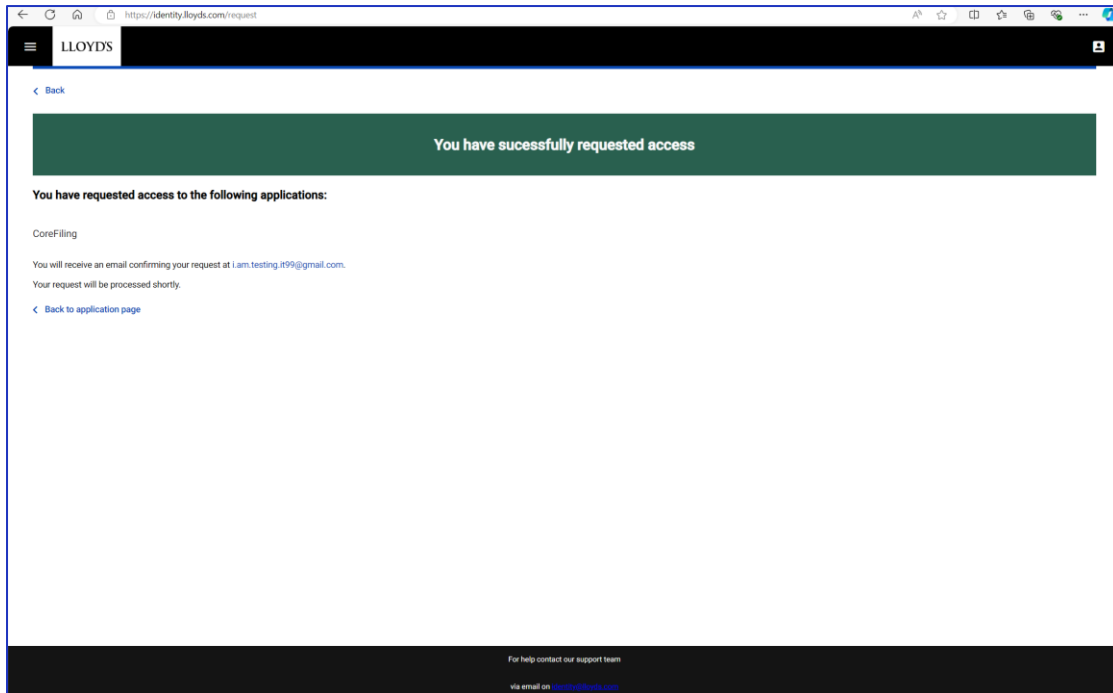 https://identity.lloyds.com/request
LLOYD'S
Back
You have sucessfully requested access
You have requested access to the following applications:
CoreFiling
You will receive an email confirming your request at i.am.testing.it99@gmail.com.
Your request will be processed shortly.
Back to application page
For help contact our support team
via email on